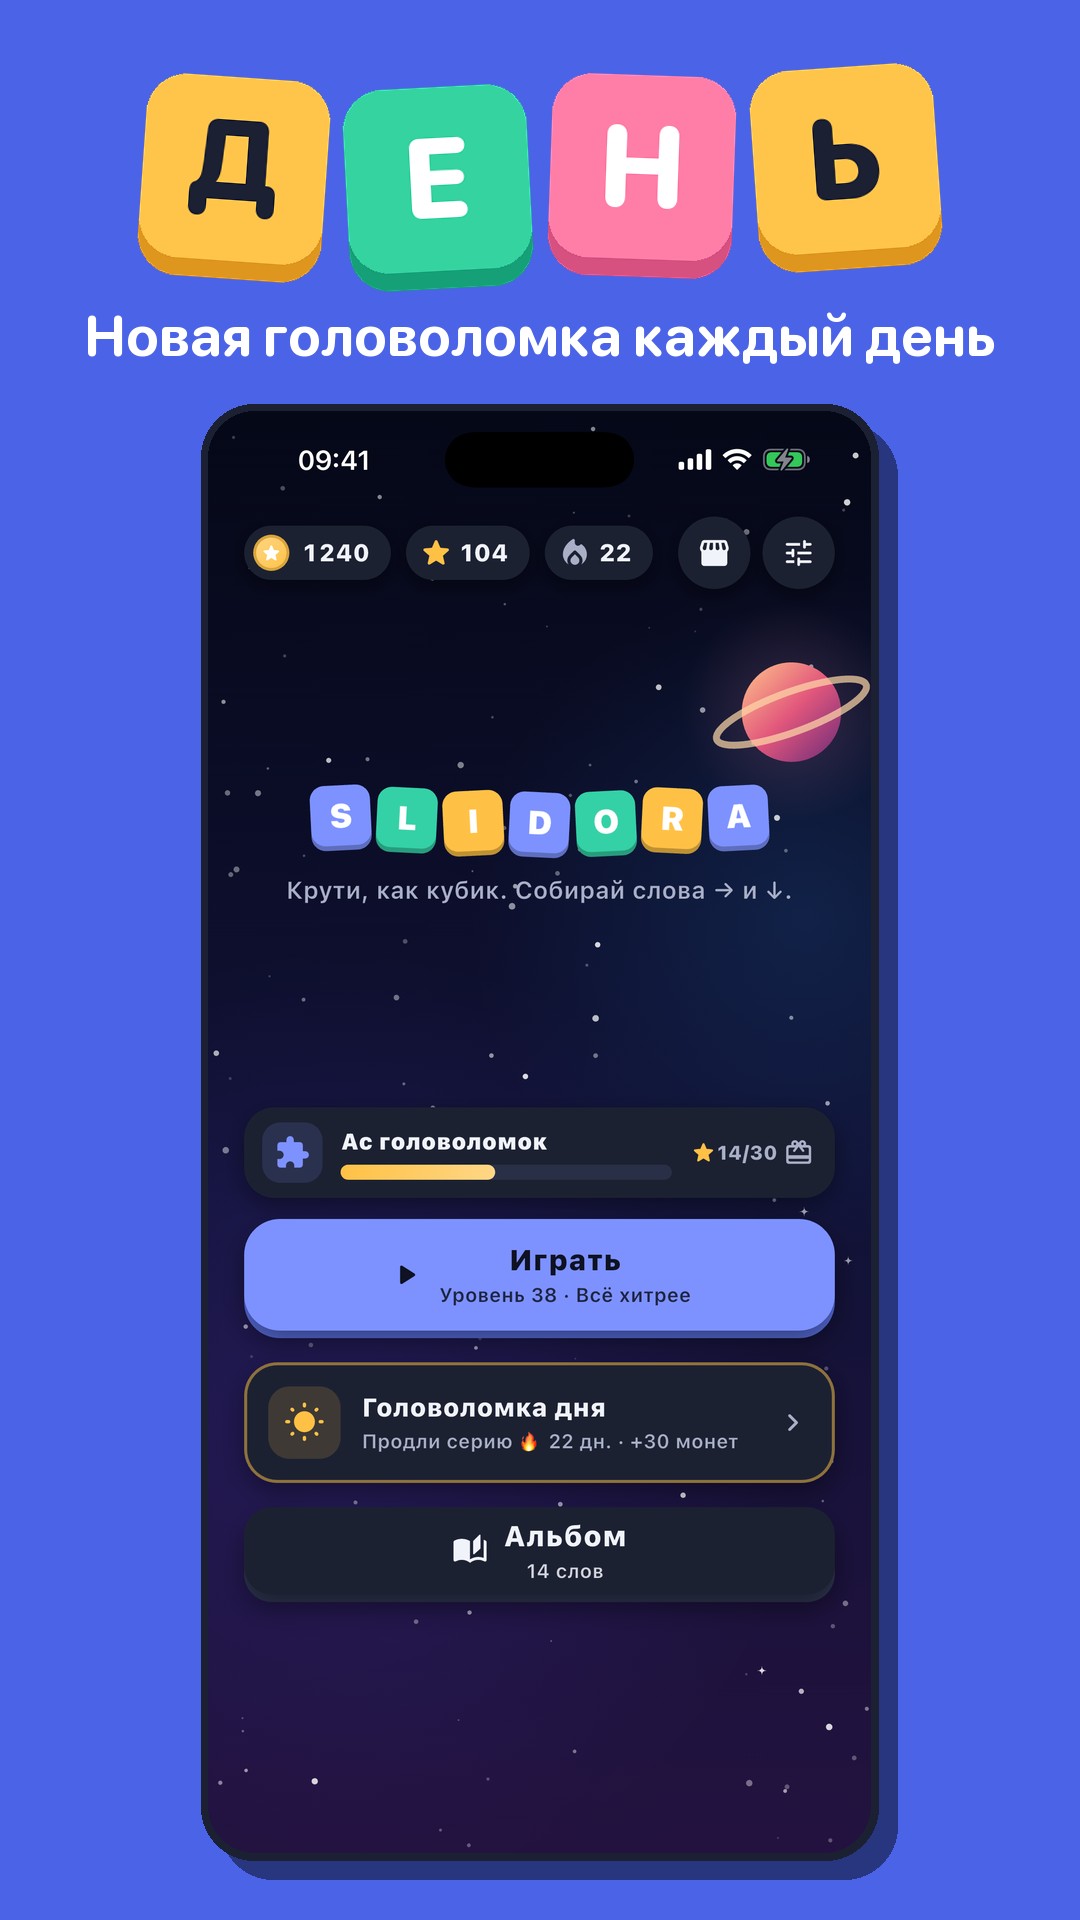 ДЕНЬ
Новая головоломка каждый день
09:41
1240 104 22
SLIDORA
Крути, как кубик. Собирай слова → и ↓.
Ас головоломок
14/30
Играть
Уровень 38 · Всё хитрее
Головоломка дня
Продли серию 🔥 22 дн. · +30 монет
Альбом
14 слов